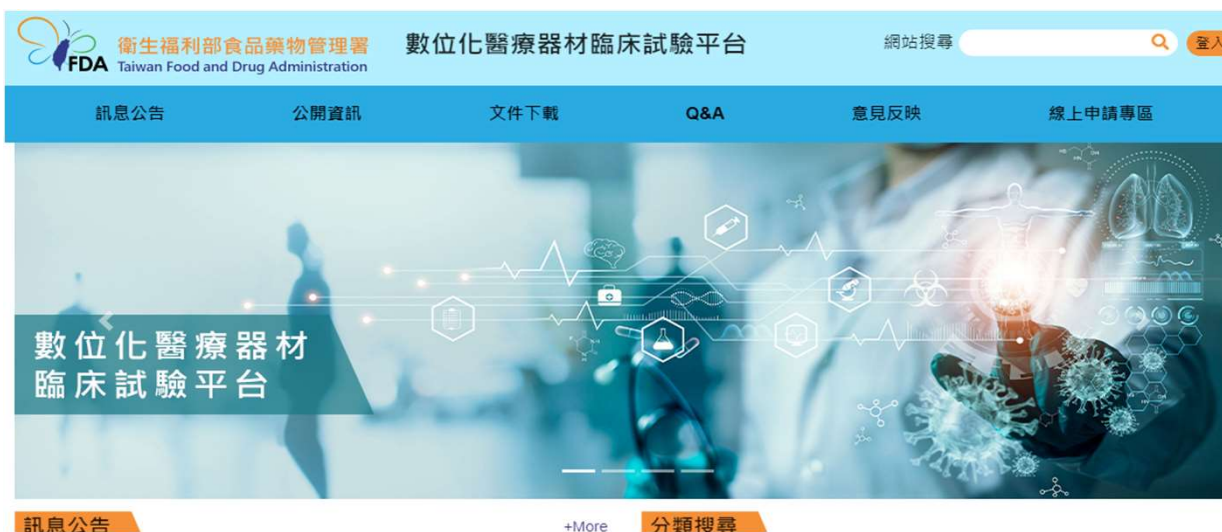 衛生福利部食品藥物管理署
FDA Taiwan Food and Drug Administration
數位化醫療器材臨床試驗平台
網站搜尋
登入
訊息公告
公開資訊
文件下載
Q&A
意見反映
線上申請專區
數位化醫療器材
臨床試驗平台
訊息公告
+More
分類搜尋